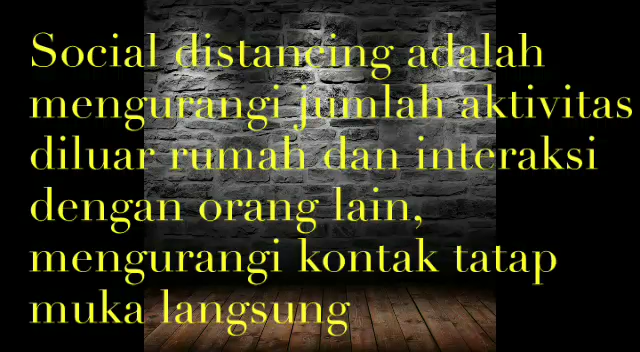 Social distancing adalah
mengurangi jumlah aktivitas
diluar rumah dan interaksi
dengan orang lain,
mengurangi kontak tatap
muka langsung